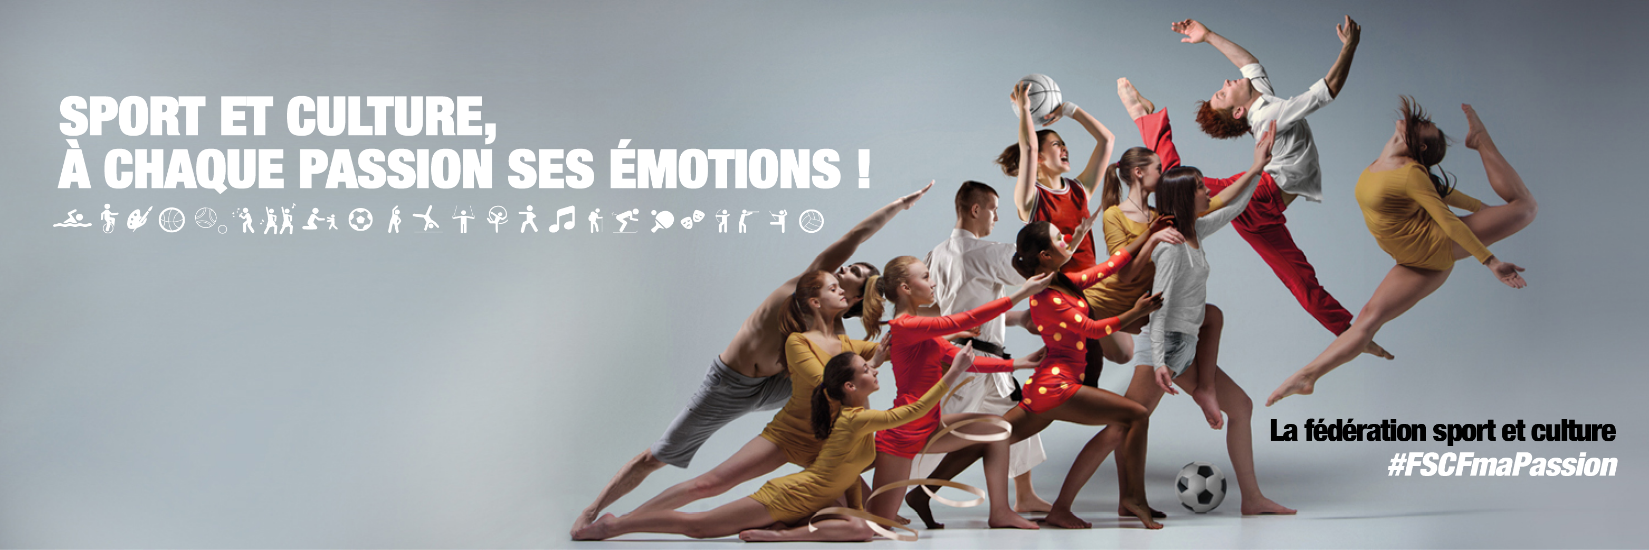 SPORT ET CULTURE,
À CHAQUE PASSION SES ÉMOTIONS !
La fédération sport et culture
#FSCFmaPassion